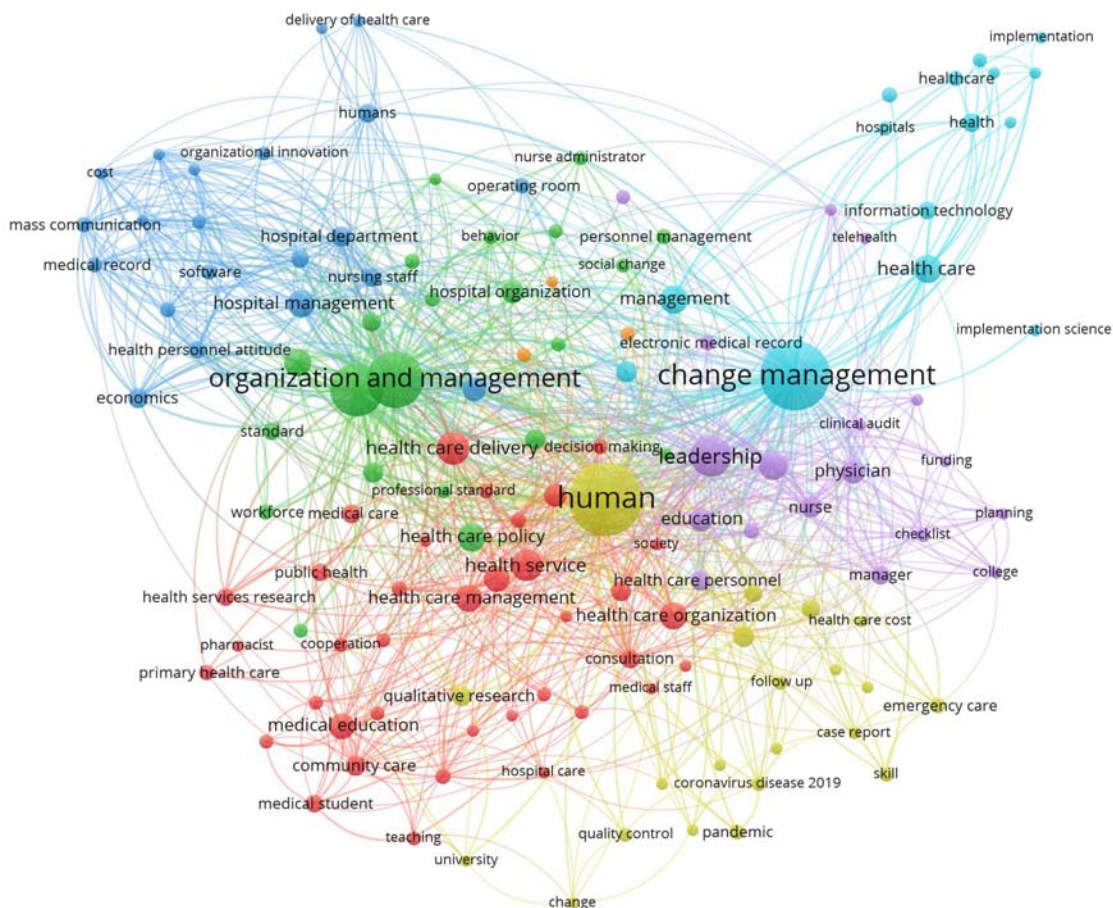 delivery of health care
implementation
healthcare
humans
hospitals
health
organizational innovation
nurse administrator
cost
operating room
mass communication
information technology
hospital department
behavior
personnel management
telehealth
medical record
software
nursing staff
social change
health care
hospital management
hospital organization
management
implementation science
health personnel attitude
electronic medical record
organization and management
change management
economics
clinical audit
standard
health care delivery
decision making
leadership
funding
physician
professional standard
human
workforce
medical care
education
nurse
planning
health care policy
society
checklist
public health
health service
health care personnel
manager
college
health services research
health care management
health care organization
health care cost
pharmacist
cooperation
primary health care
consultation
medical staff
follow up
qualitative research
emergency care
medical education
case report
community care
hospital care
coronavirus disease 2019
skill
medical student
teaching
quality control
pandemic
university
change